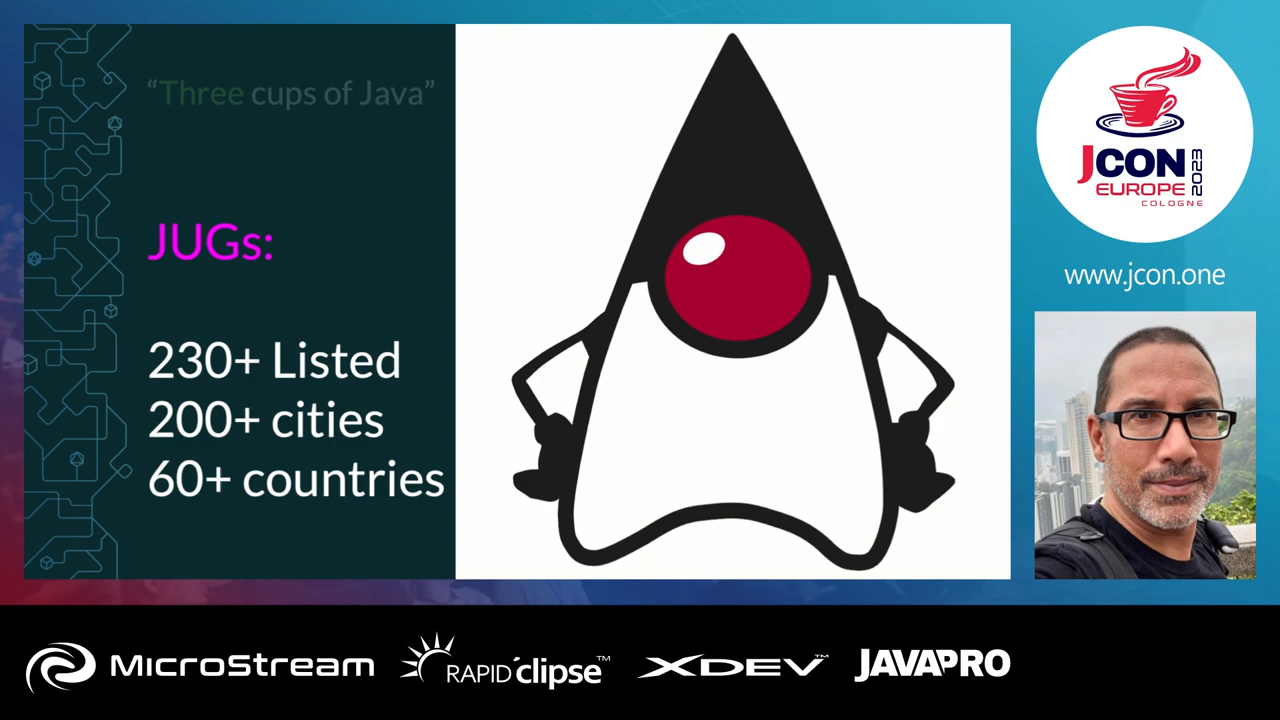 “Three cups of Java”
JUGs:
230+ Listed
200+ cities
60+ countries
JCON
EUROPE
2023
COLOGNE
www.jcon.one
MicroStream
RAPIDclipse™
XDEV™
JAVAPRO